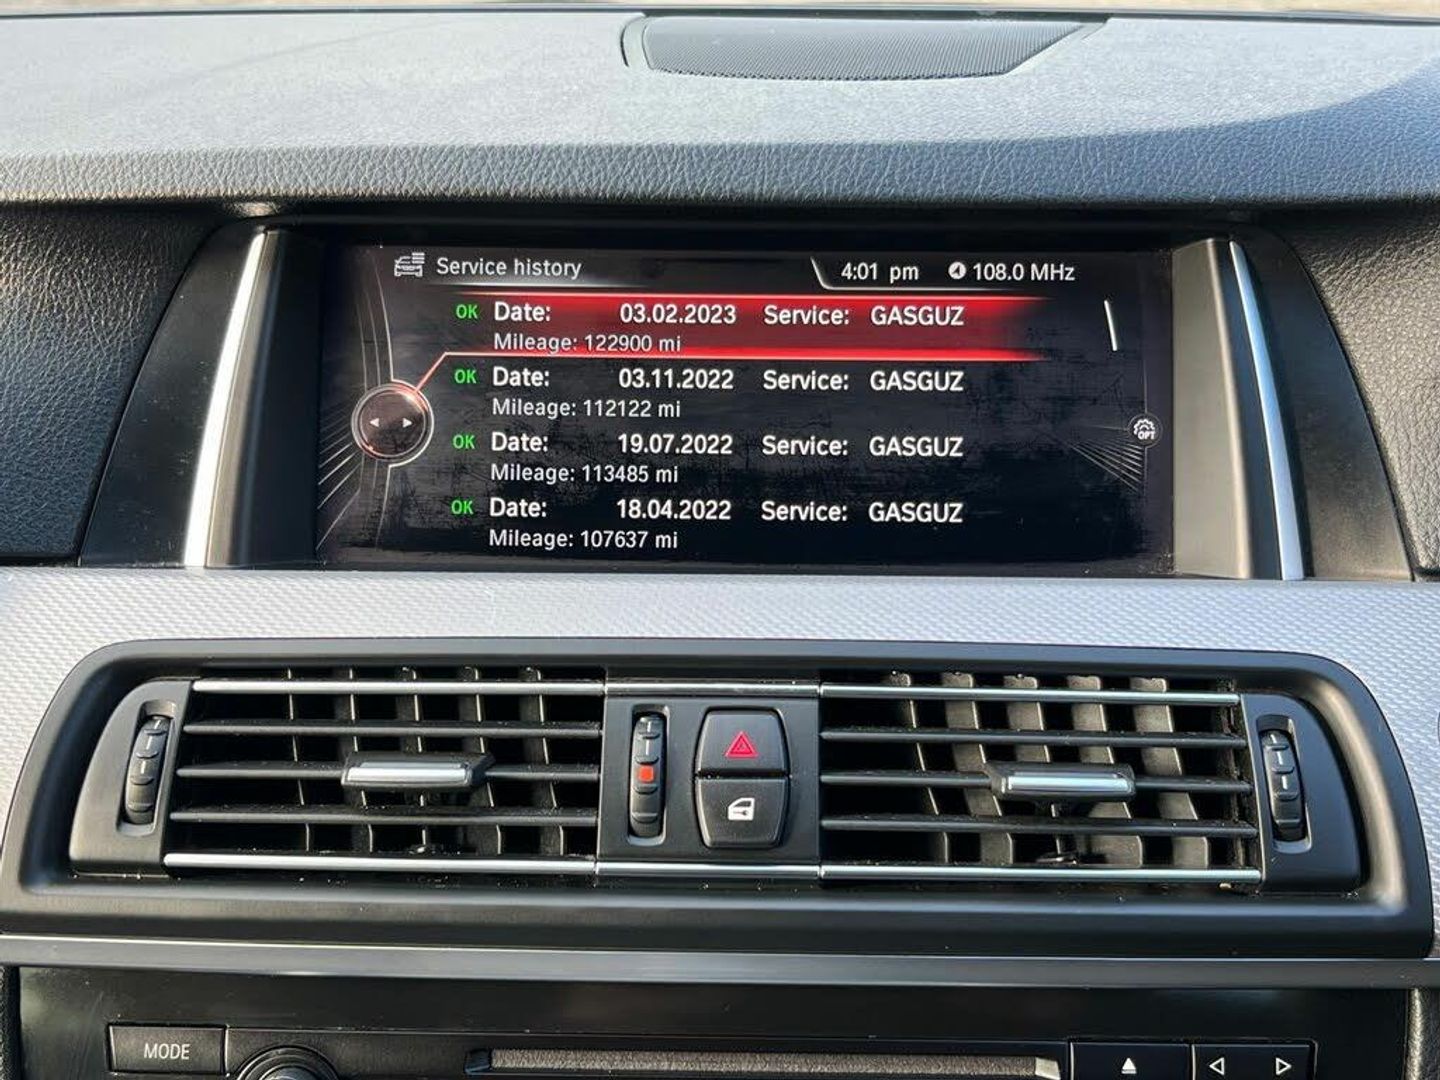 Service history 4:01 pm 108.0 MHz
OK Date: 03.02.2023 Service: GASGUZ
Mileage: 122900 mi
OK Date: 03.11.2022 Service: GASGUZ
Mileage: 112122 mi
OPT
OK Date: 19.07.2022 Service: GASGUZ
Mileage: 113485 mi
OK Date: 18.04.2022 Service: GASGUZ
Mileage: 107637 mi
MODE